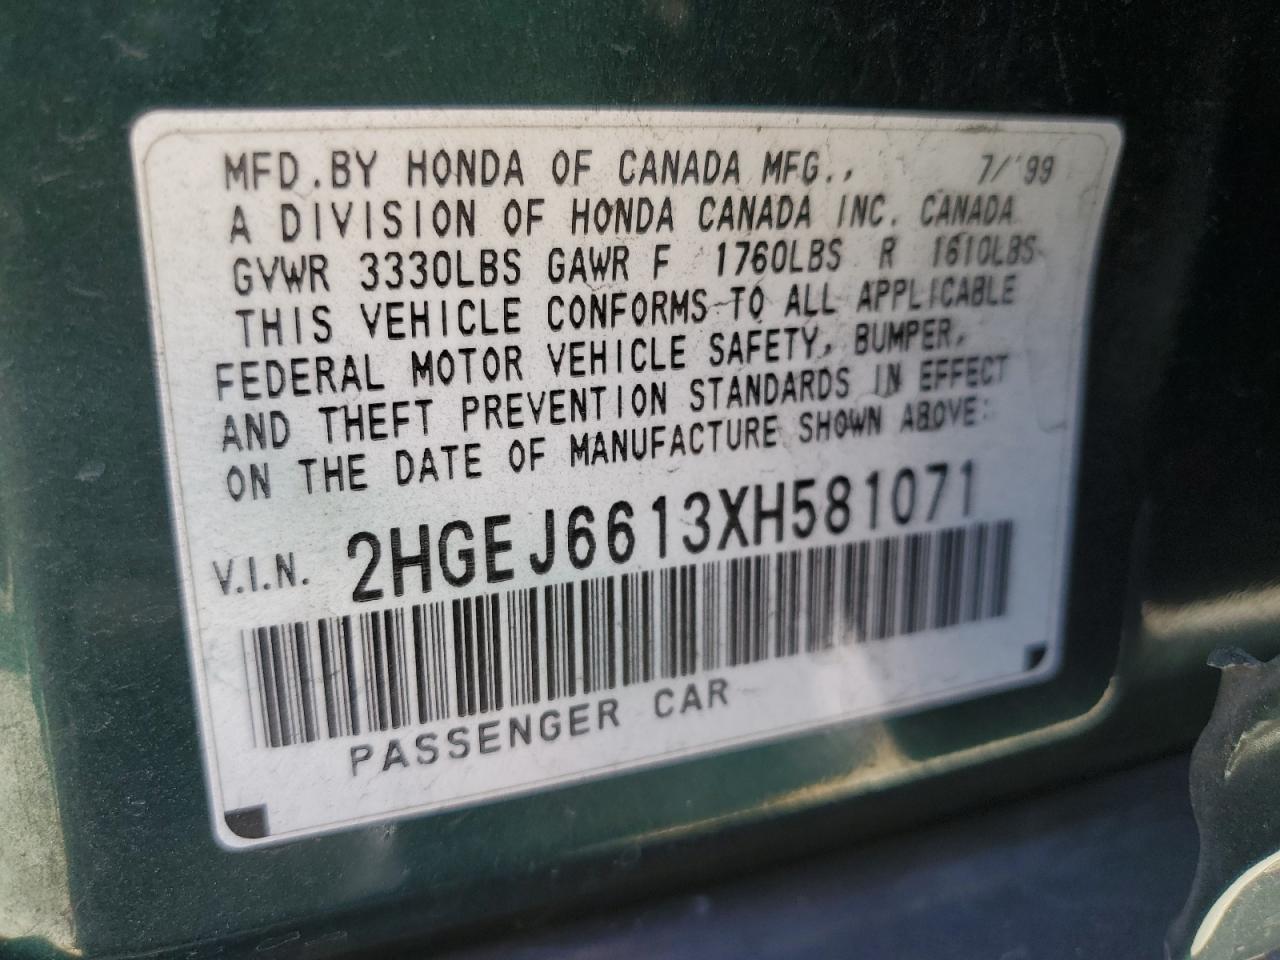 MFD.BY HONDA OF CANADA MFG., 7/'99
A DIVISION OF HONDA CANADA INC. CANADA
GVWR 3330LBS GAWR F 1760LBS R 1610LBS
THIS VEHICLE CONFORMS TO ALL APPLICABLE
FEDERAL MOTOR VEHICLE SAFETY, BUMPER,
AND THEFT PREVENTION STANDARDS IN EFFECT
ON THE DATE OF MANUFACTURE SHOWN ABOVE:
V.I.N. 2HGEJ6613XH581071
PASSENGER CAR